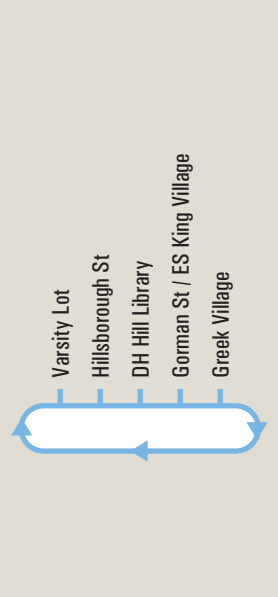 Varsity Lot
Hillsborough St
DH Hill Library
Gorman St / ES King Village
Greek Village